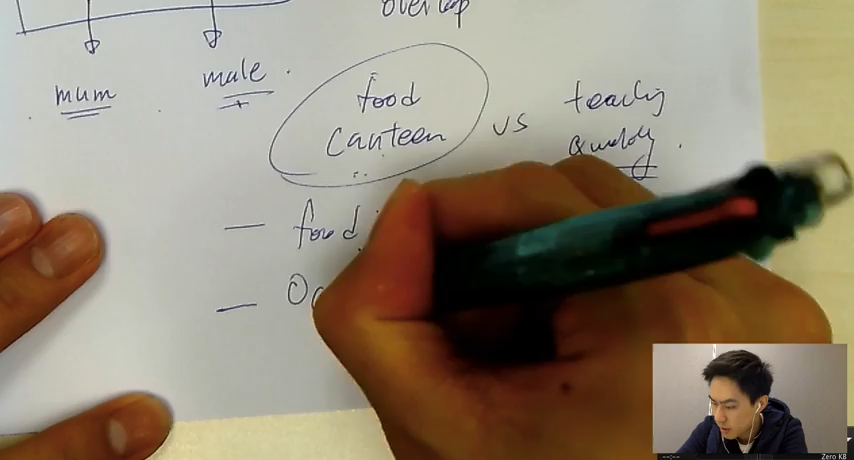 overlap
mum
male.
food
canteen
vs
teaching
quality.
— food
—
Zero KB